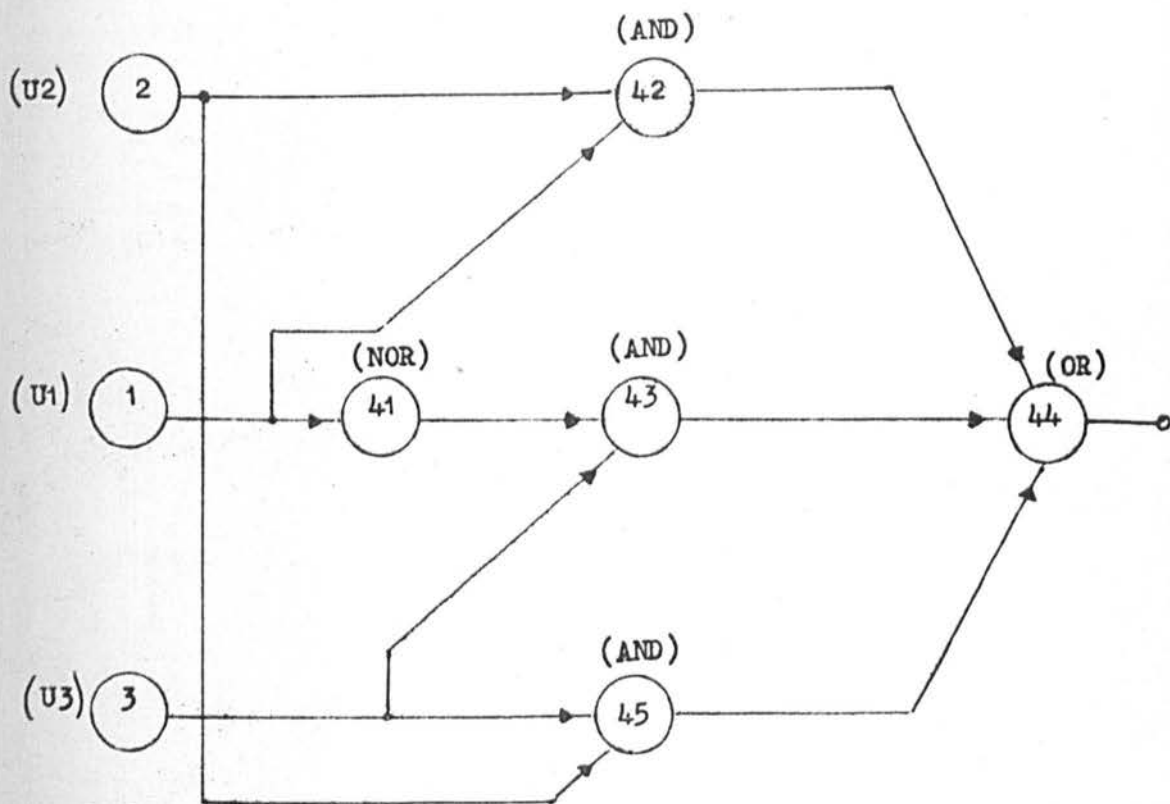 (AND)
(U2) 2 42
(NOR) (AND)
(U1) 1 41 43 44 (OR)
(AND)
(U3) 3 45